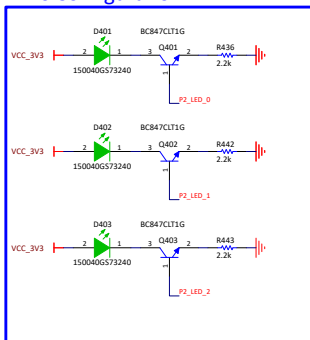 D401 BC847CLT1G
VCC_3V3 2 1 3 Q401 2 R436
150040GS73240 1 2.2k
P2_LED_0
D402 BC847CLT1G
VCC_3V3 2 1 3 Q402 2 R442
150040GS73240 1 2.2k
P2_LED_1
D403 BC847CLT1G
VCC_3V3 2 1 3 Q403 2 R443
150040GS73240 1 2.2k
P2_LED_2